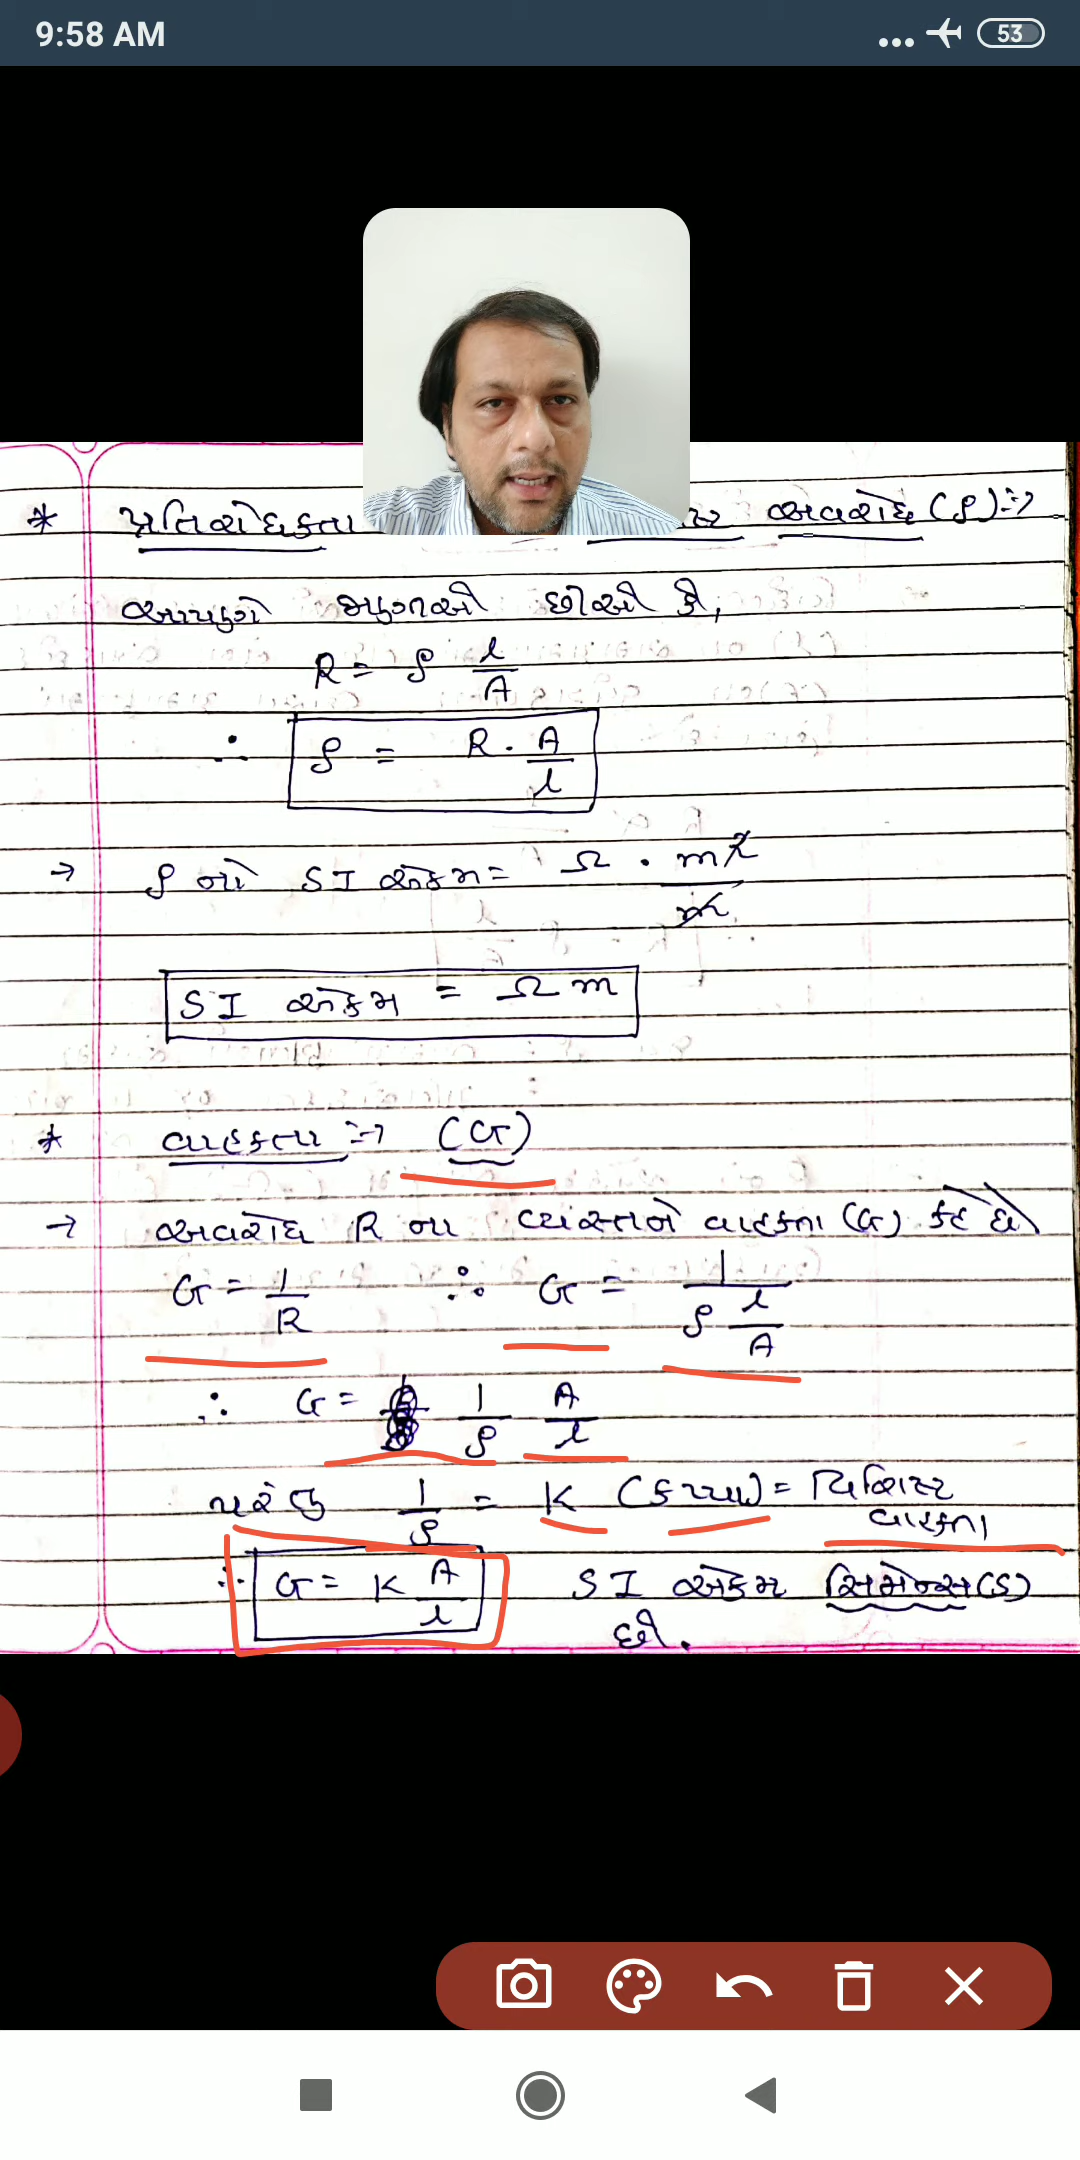 9:58 AM
53
* પ્રતિરોધકતા અવરોધ (ρ):→
આપણે જાણીએ છીએ કે,
R = ρ l/A
∴ ρ = R . A/l
→ ρ નો SI એકમ = Ω . m²/m
SI એકમ = Ω m
* વાહકતા :→ (G)
→ અવરોધ R ના વ્યસ્તને વાહકતા (G) કહે છે
G = 1/R ∴ G = 1/(ρ l/A)
∴ G = 1/ρ A/l
પરંતુ 1/ρ = K (કપ્પા) = વિશિષ્ટ
વાહકતા
∴ G = K A/l SI એકમ સિમેન્સ (S)
છે.